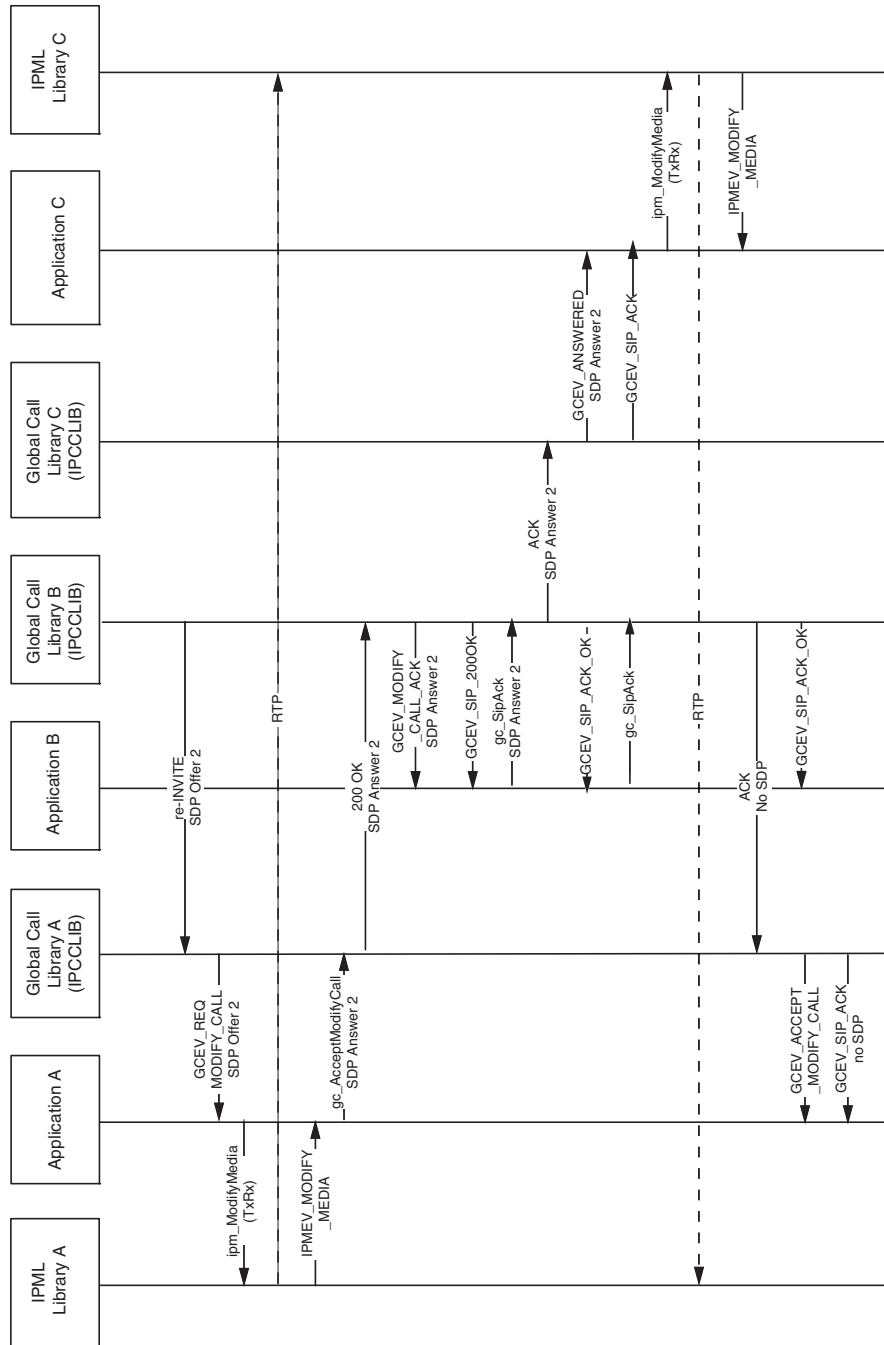 IPML
Library A
Application A
Global Call
Library A
(IPCCLIB)
Application B
Global Call
Library B
(IPCCLIB)
Global Call
Library C
(IPCCLIB)
Application C
IPML
Library C
re-INVITE
SDP Offer 2
GCEV_REQ
MODIFY_CALL
SDP Offer 2
ipm_ModifyMedia
(TxRx)
RTP
IPMEV_MODIFY
_MEDIA
gc_AcceptModifyCall
SDP Answer 2
200 OK
SDP Answer 2
GCEV_MODIFY
_CALL_ACK
SDP Answer 2
GCEV_SIP_200OK
gc_SipAck
SDP Answer 2
ACK
SDP Answer 2
GCEV_SIP_ACK_OK
GCEV_ANSWERED
SDP Answer 2
gc_SipAck
GCEV_SIP_ACK
ipm_ModifyMedia
(TxRx)
RTP
IPMEV_MODIFY
_MEDIA
ACK
No SDP
GCEV_SIP_ACK_OK
GCEV_ACCEPT
_MODIFY_CALL
GCEV_SIP_ACK
no SDP